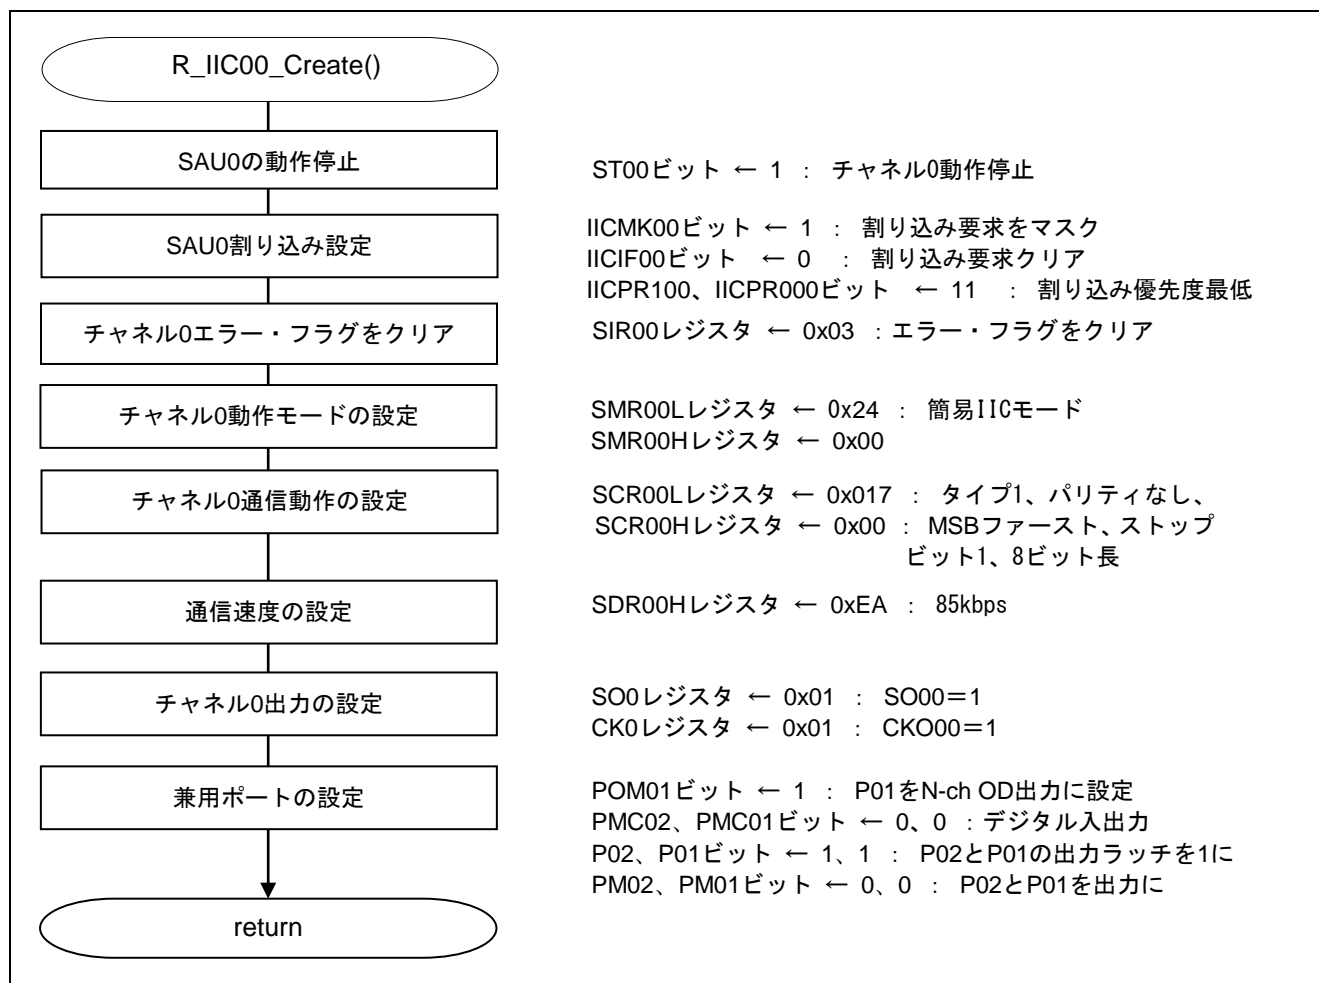 R_IIC00_Create()
SAU0の動作停止
ST00ビット ← 1 ： チャネル0動作停止
SAU0割り込み設定
IICMK00ビット ← 1 ： 割り込み要求をマスク
IICIF00ビット ← 0 ： 割り込み要求クリア
IICPR100、IICPR000ビット ← 11 ： 割り込み優先度最低
チャネル0エラー・フラグをクリア
SIR00レジスタ ← 0x03 ：エラー・フラグをクリア
チャネル0動作モードの設定
SMR00Lレジスタ ← 0x24 ： 簡易IICモード
SMR00Hレジスタ ← 0x00
チャネル0通信動作の設定
SCR00Lレジスタ ← 0x017 ： タイプ1、パリティなし、
SCR00Hレジスタ ← 0x00 ： MSBファースト、ストップ
ビット1、8ビット長
通信速度の設定
SDR00Hレジスタ ← 0xEA ： 85kbps
チャネル0出力の設定
SO0レジスタ ← 0x01 ： SO00＝1
CK0レジスタ ← 0x01 ： CKO00＝1
兼用ポートの設定
POM01ビット ← 1 ： P01をN-ch OD出力に設定
PMC02、PMC01ビット ← 0、0 ：デジタル入出力
P02、P01ビット ← 1、1 ： P02とP01の出力ラッチを1に
PM02、PM01ビット ← 0、0 ： P02とP01を出力に
return